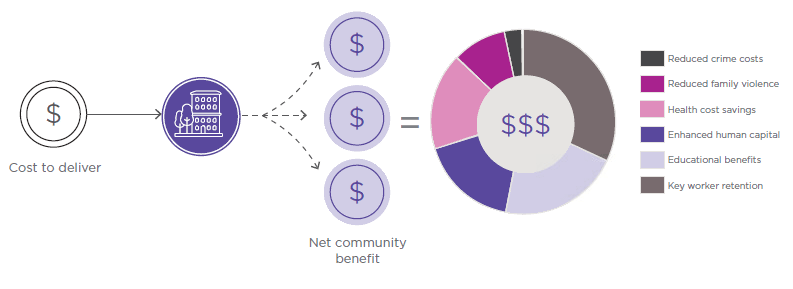 $
Cost to deliver
$
$
$
Net community
benefit
=
$$$
Reduced crime costs
Reduced family violence
Health cost savings
Enhanced human capital
Educational benefits
Key worker retention